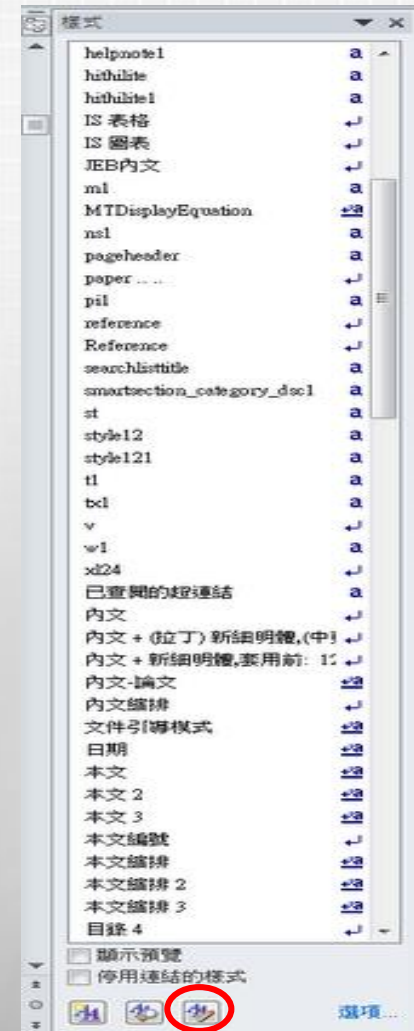 樣式
helpnote1 a
hithilite a
hithilite1 a
IS 表格
IS 圖表
JEB內文
m1 a
MTDisplayEquation a
ns1 a
pageheader a
paper .. ..
pi1 a
reference
Reference
searchlisttitle a
smartsection_category_dsc1 a
st a
style12 a
style121 a
t1 a
tx1 a
v
w1 a
xl24
已查閱的超連結 a
內文
內文 + (拉丁) 新細明體,(中
內文 + 新細明體,套用前: 12
內文-論文 a
內文縮排
文件引導模式 a
日期 a
本文 a
本文 2 a
本文 3 a
本文編號
本文縮排 a
本文縮排 2 a
本文縮排 3 a
目錄 4
顯示預覽
停用連結的樣式
選項...